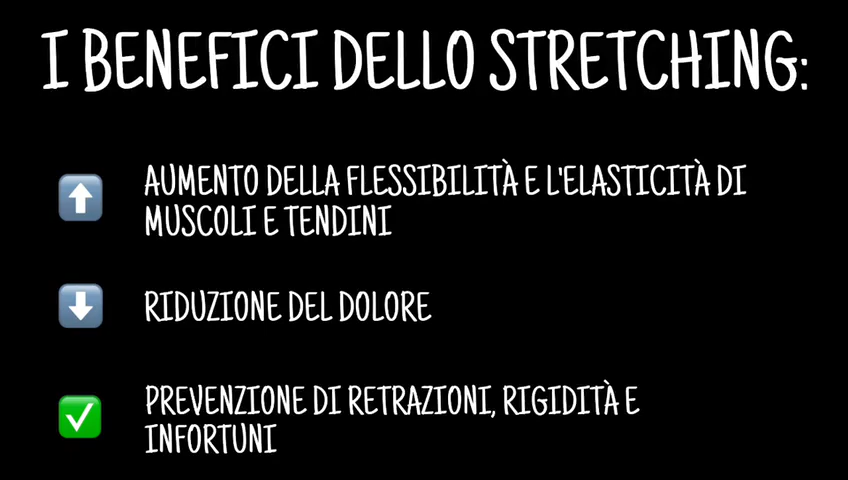 I BENEFICI DELLO STRETCHING:
AUMENTO DELLA FLESSIBILITÀ E L'ELASTICITÀ DI
MUSCOLI E TENDINI
RIDUZIONE DEL DOLORE
PREVENZIONE DI RETRAZIONI, RIGIDITÀ E
INFORTUNI